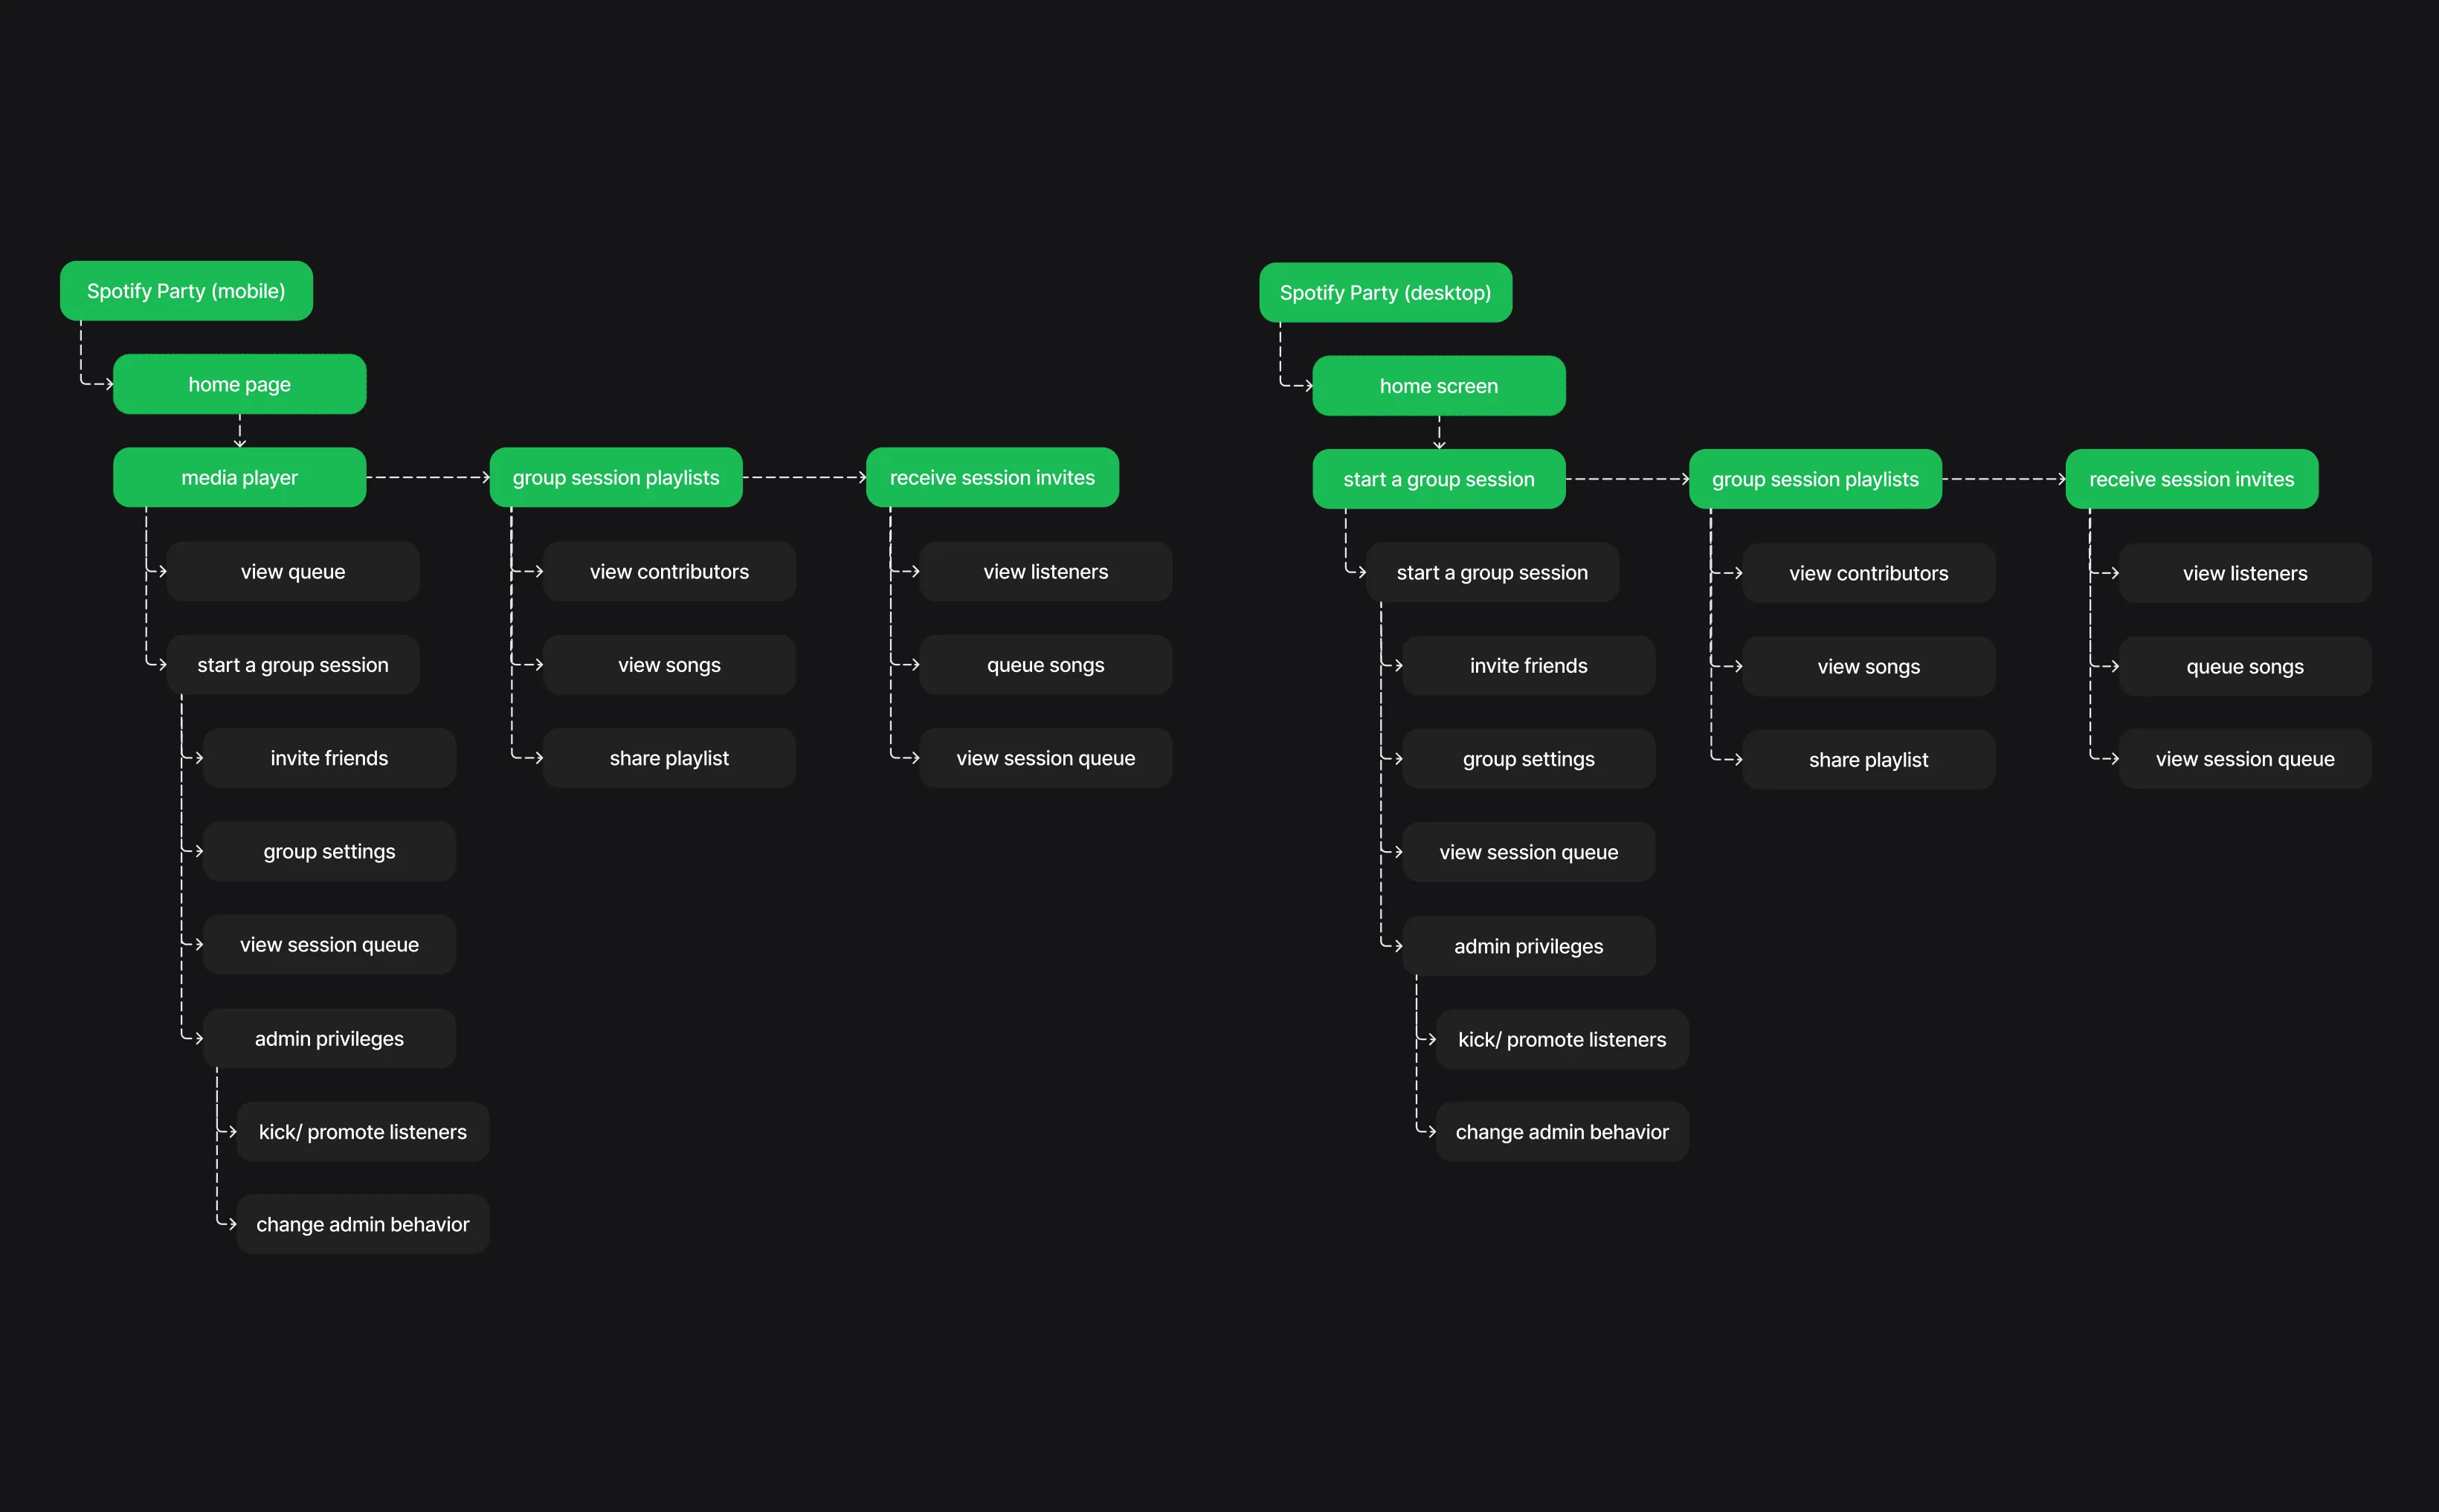 Spotify Party (mobile)
home page
media player
view queue
start a group session
invite friends
group settings
view session queue
admin privileges
kick/ promote listeners
change admin behavior
group session playlists
view contributors
view songs
share playlist
receive session invites
view listeners
queue songs
view session queue
Spotify Party (desktop)
home screen
start a group session
start a group session
invite friends
group settings
view session queue
admin privileges
kick/ promote listeners
change admin behavior
group session playlists
view contributors
view songs
share playlist
receive session invites
view listeners
queue songs
view session queue